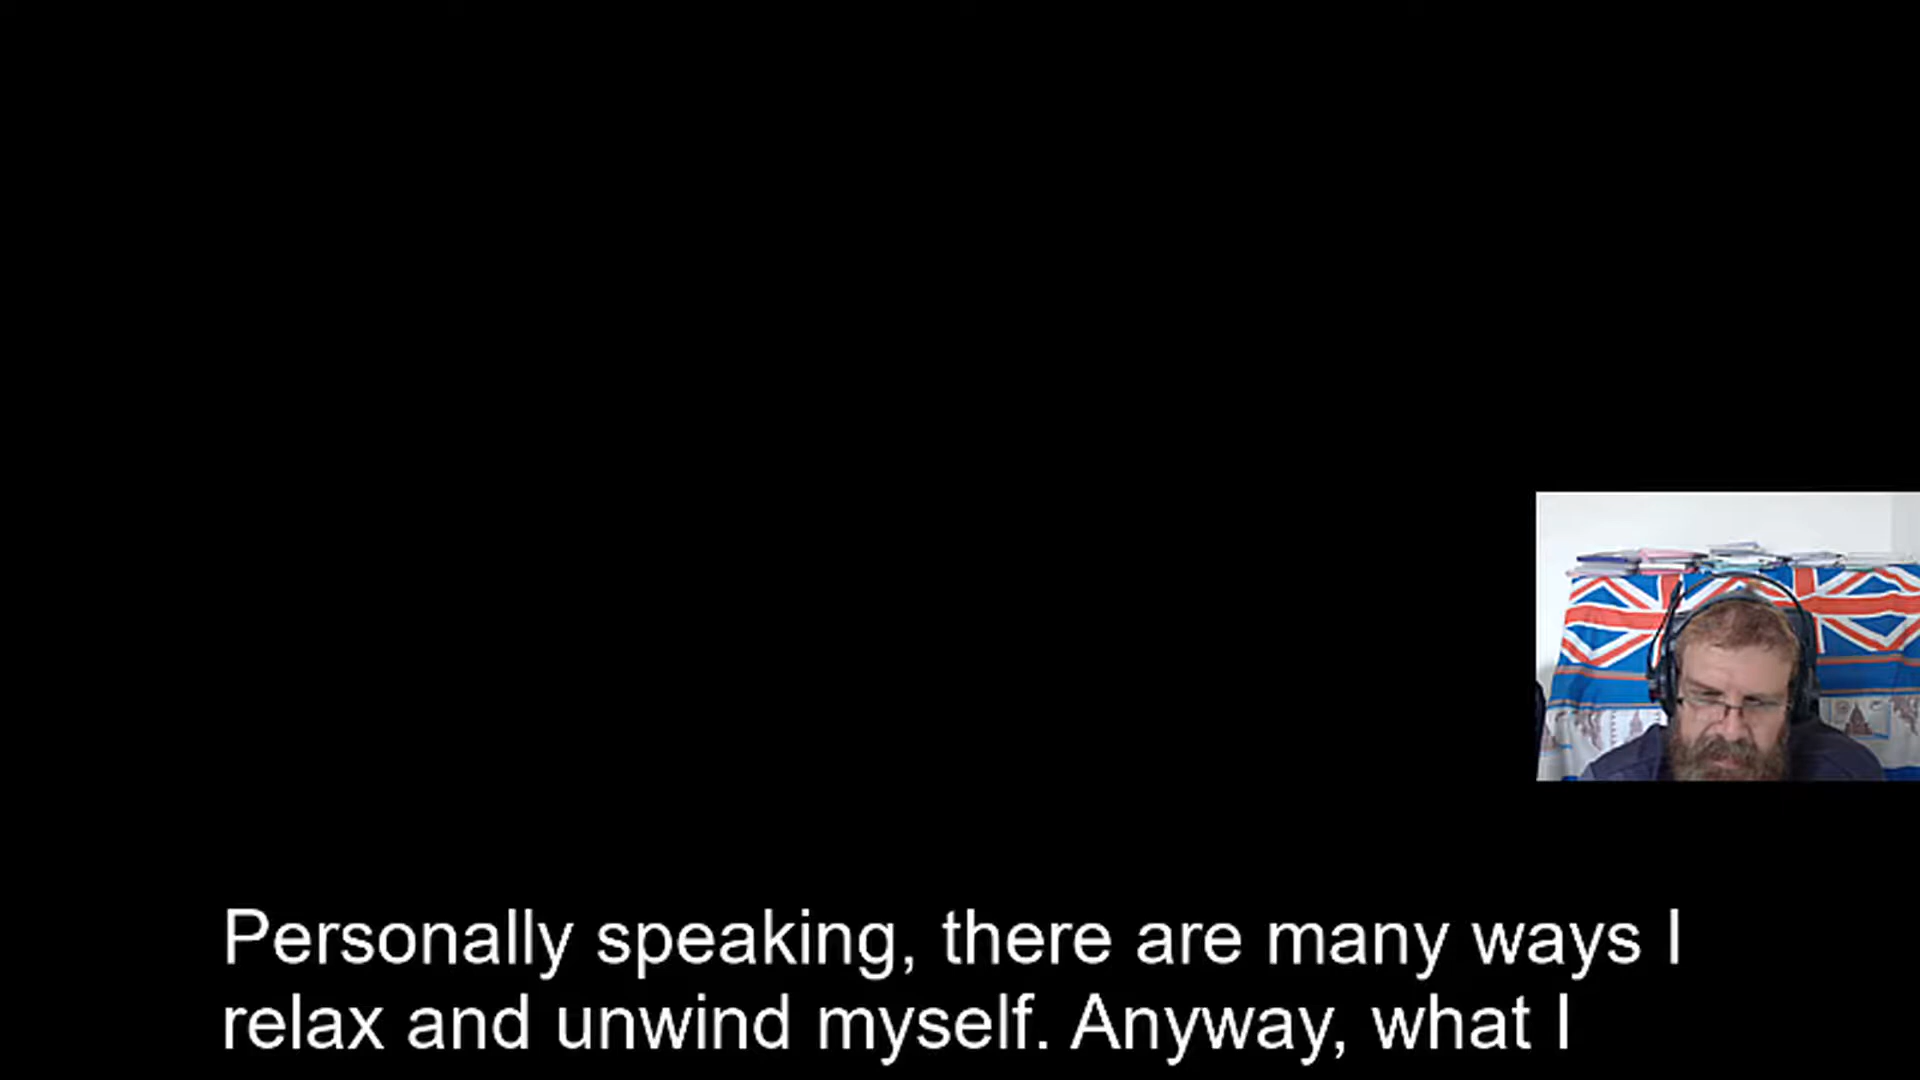 Personally speaking, there are many ways I
relax and unwind myself. Anyway, what I